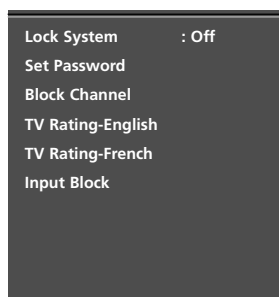 Lock System : Off
Set Password
Block Channel
TV Rating-English
TV Rating-French
Input Block